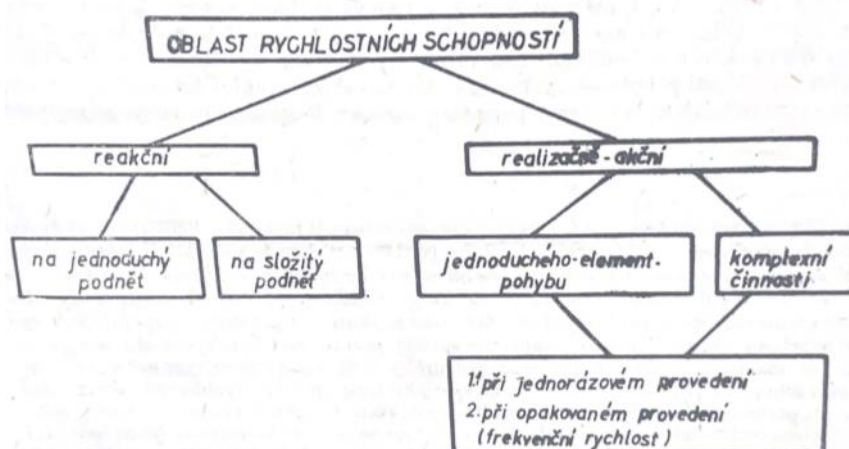 OBLAST RYCHLOSTNÍCH SCHOPNOSTÍ
reakční
realizačně-akční
na jednoduchý
podnět
na složitý
podnět
jednoducheho-element-
pohybu
komplexní
činnosti
1. při jednorázovém provedení
2. při opakovaném provedení
(frekvenční rychlost)